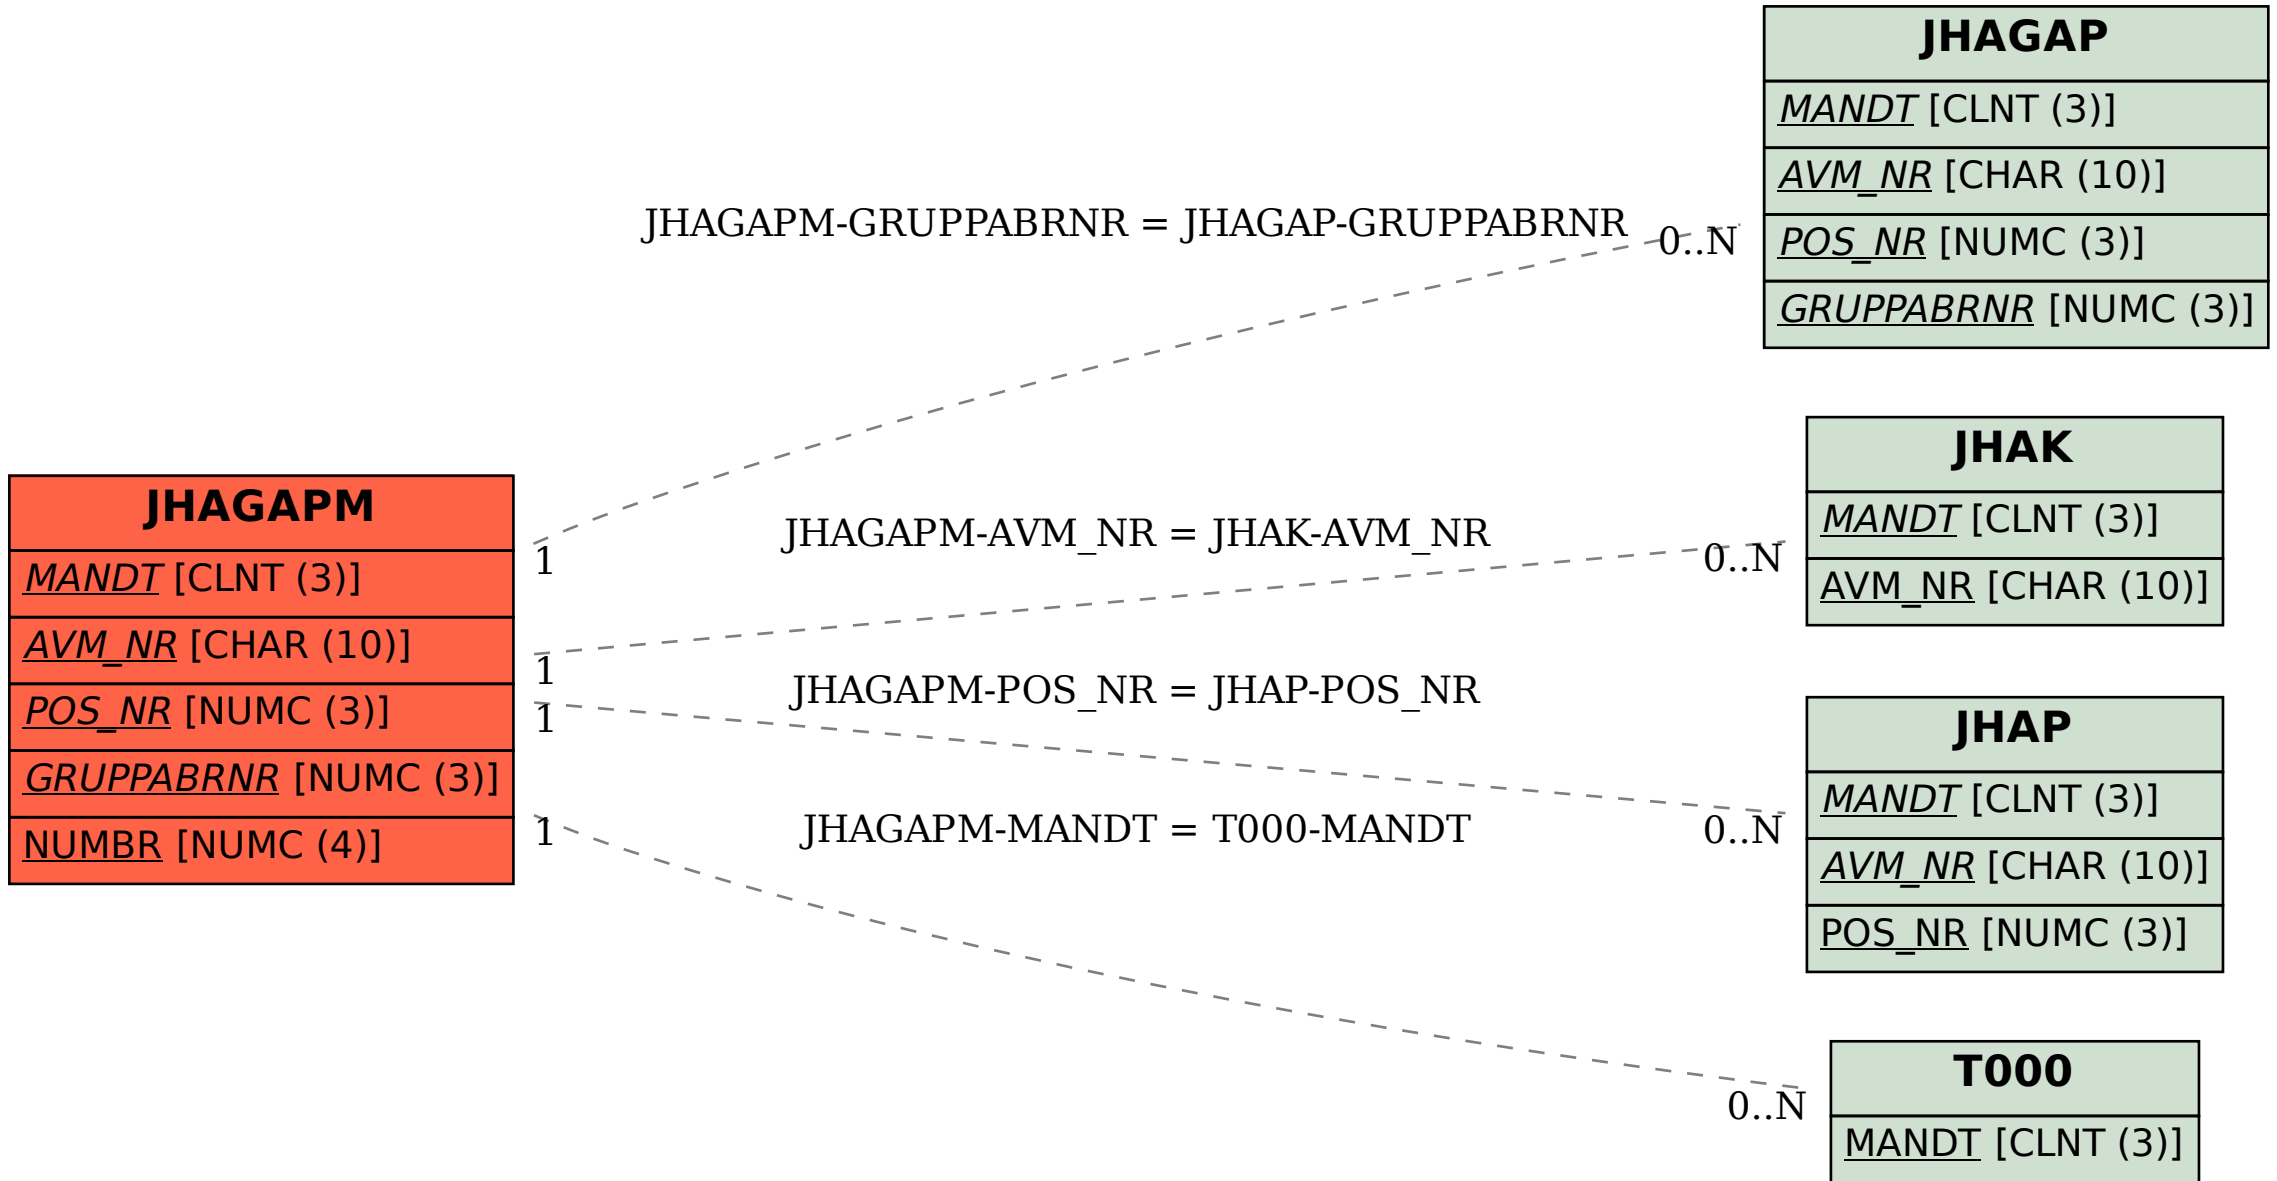 JHAGAP
MANDT [CLNT (3)]
AVM_NR [CHAR (10)]
POS_NR [NUMC (3)]
GRUPPABRNR [NUMC (3)]
JHAGAPM-GRUPPABRNR = JHAGAP-GRUPPABRNR
0..N
1
JHAGAPM
MANDT [CLNT (3)]
AVM_NR [CHAR (10)]
POS_NR [NUMC (3)]
GRUPPABRNR [NUMC (3)]
NUMBR [NUMC (4)]
JHAGAPM-AVM_NR = JHAK-AVM_NR
0..N
1
JHAK
MANDT [CLNT (3)]
AVM_NR [CHAR (10)]
JHAGAPM-POS_NR = JHAP-POS_NR
1
0..N
JHAP
MANDT [CLNT (3)]
AVM_NR [CHAR (10)]
POS_NR [NUMC (3)]
JHAGAPM-MANDT = T000-MANDT
1
0..N
T000
MANDT [CLNT (3)]